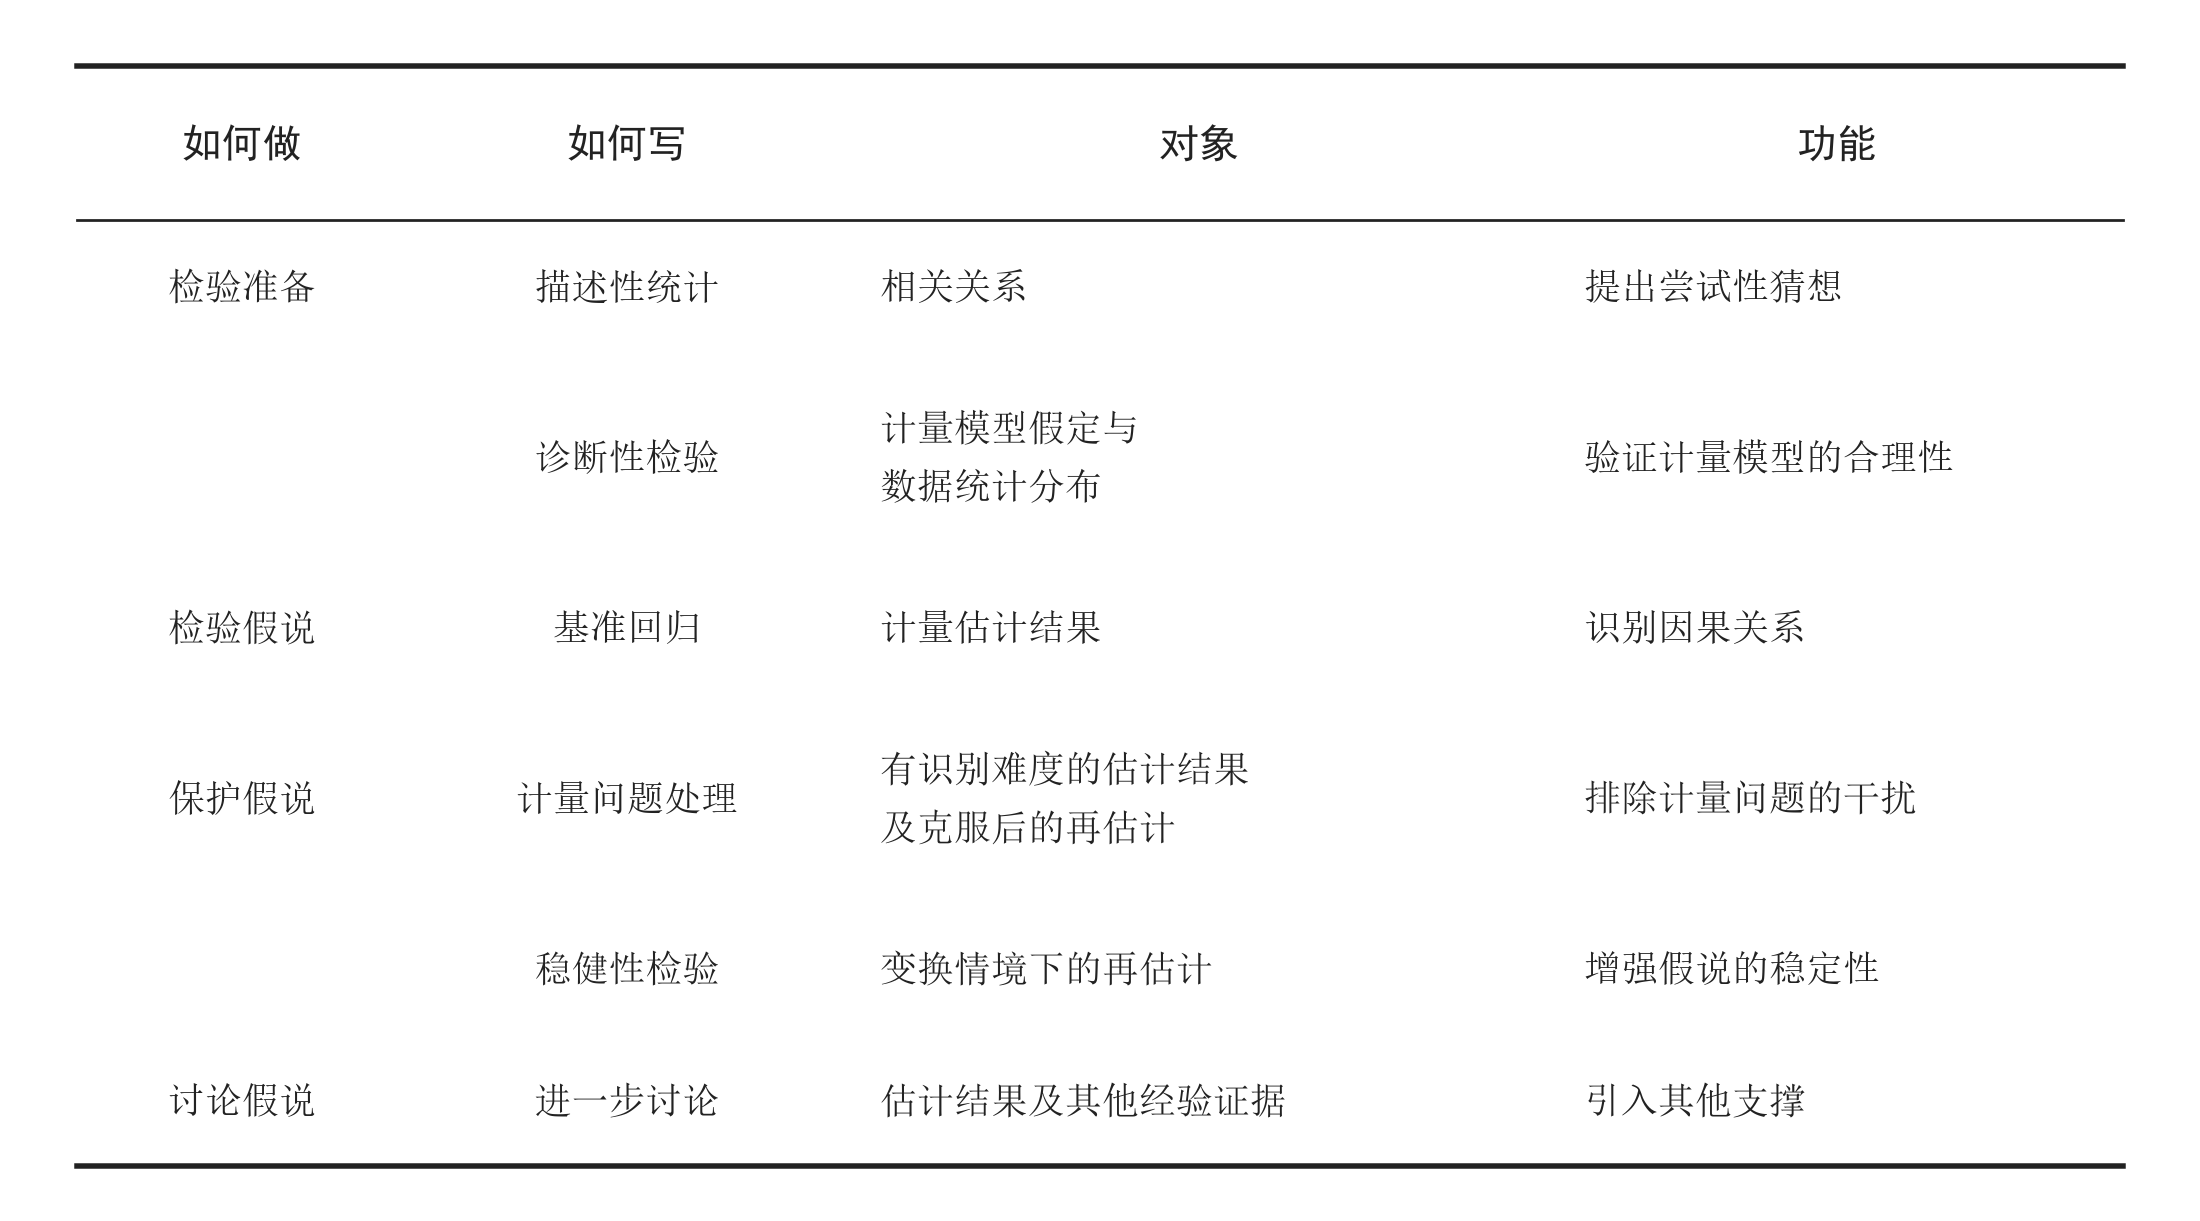 如何做 如何写 对象 功能
检验准备 描述性统计 相关关系 提出尝试性猜想
诊断性检验 计量模型假定与 验证计量模型的合理性
数据统计分布
检验假说 基准回归 计量估计结果 识别因果关系
保护假说 计量问题处理 有识别难度的估计结果 排除计量问题的干扰
及克服后的再估计
稳健性检验 变换情境下的再估计 增强假说的稳定性
讨论假说 进一步讨论 估计结果及其他经验证据 引入其他支撑